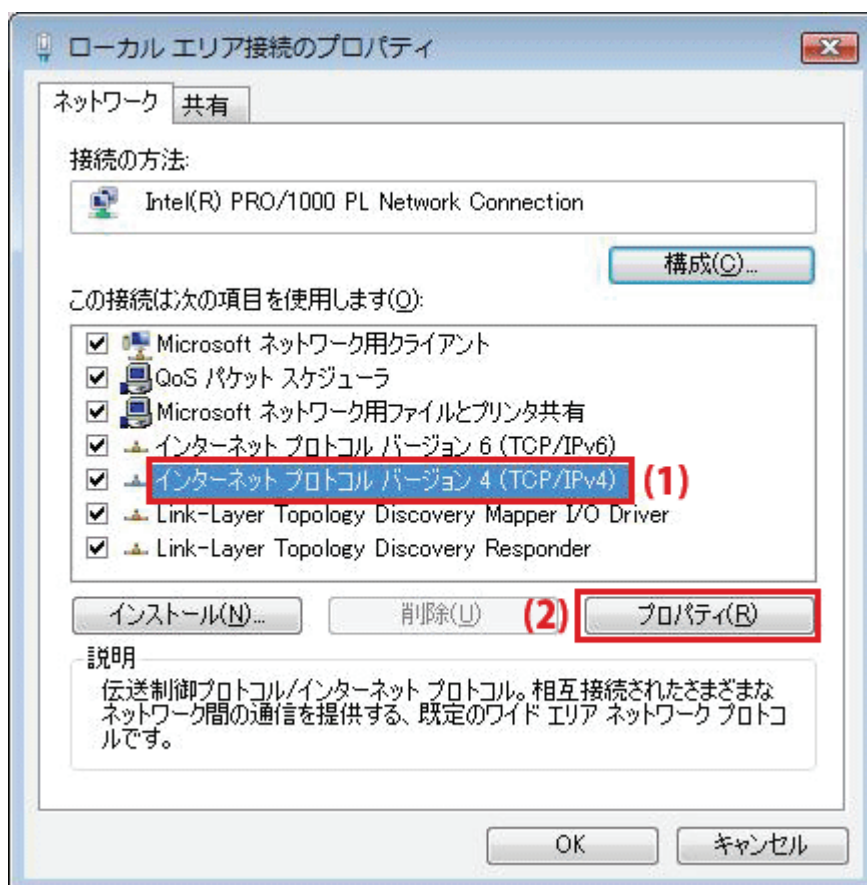 ローカル エリア接続のプロパティ
ネットワーク 共有
接続の方法:
Intel(R) PRO/1000 PL Network Connection
構成(C)...
この接続は次の項目を使用します(O):
Microsoft ネットワーク用クライアント
QoS パケット スケジューラ
Microsoft ネットワーク用ファイルとプリンタ共有
インターネット プロトコル バージョン 6 (TCP/IPv6)
インターネット プロトコル バージョン 4 (TCP/IPv4) (1)
Link-Layer Topology Discovery Mapper I/O Driver
Link-Layer Topology Discovery Responder
インストール(N)... 削除(U) (2) プロパティ(R)
説明
伝送制御プロトコル/インターネット プロトコル。相互接続されたさまざまな
ネットワーク間の通信を提供する、既定のワイド エリア ネットワーク プロトコ
ルです。
OK キャンセル